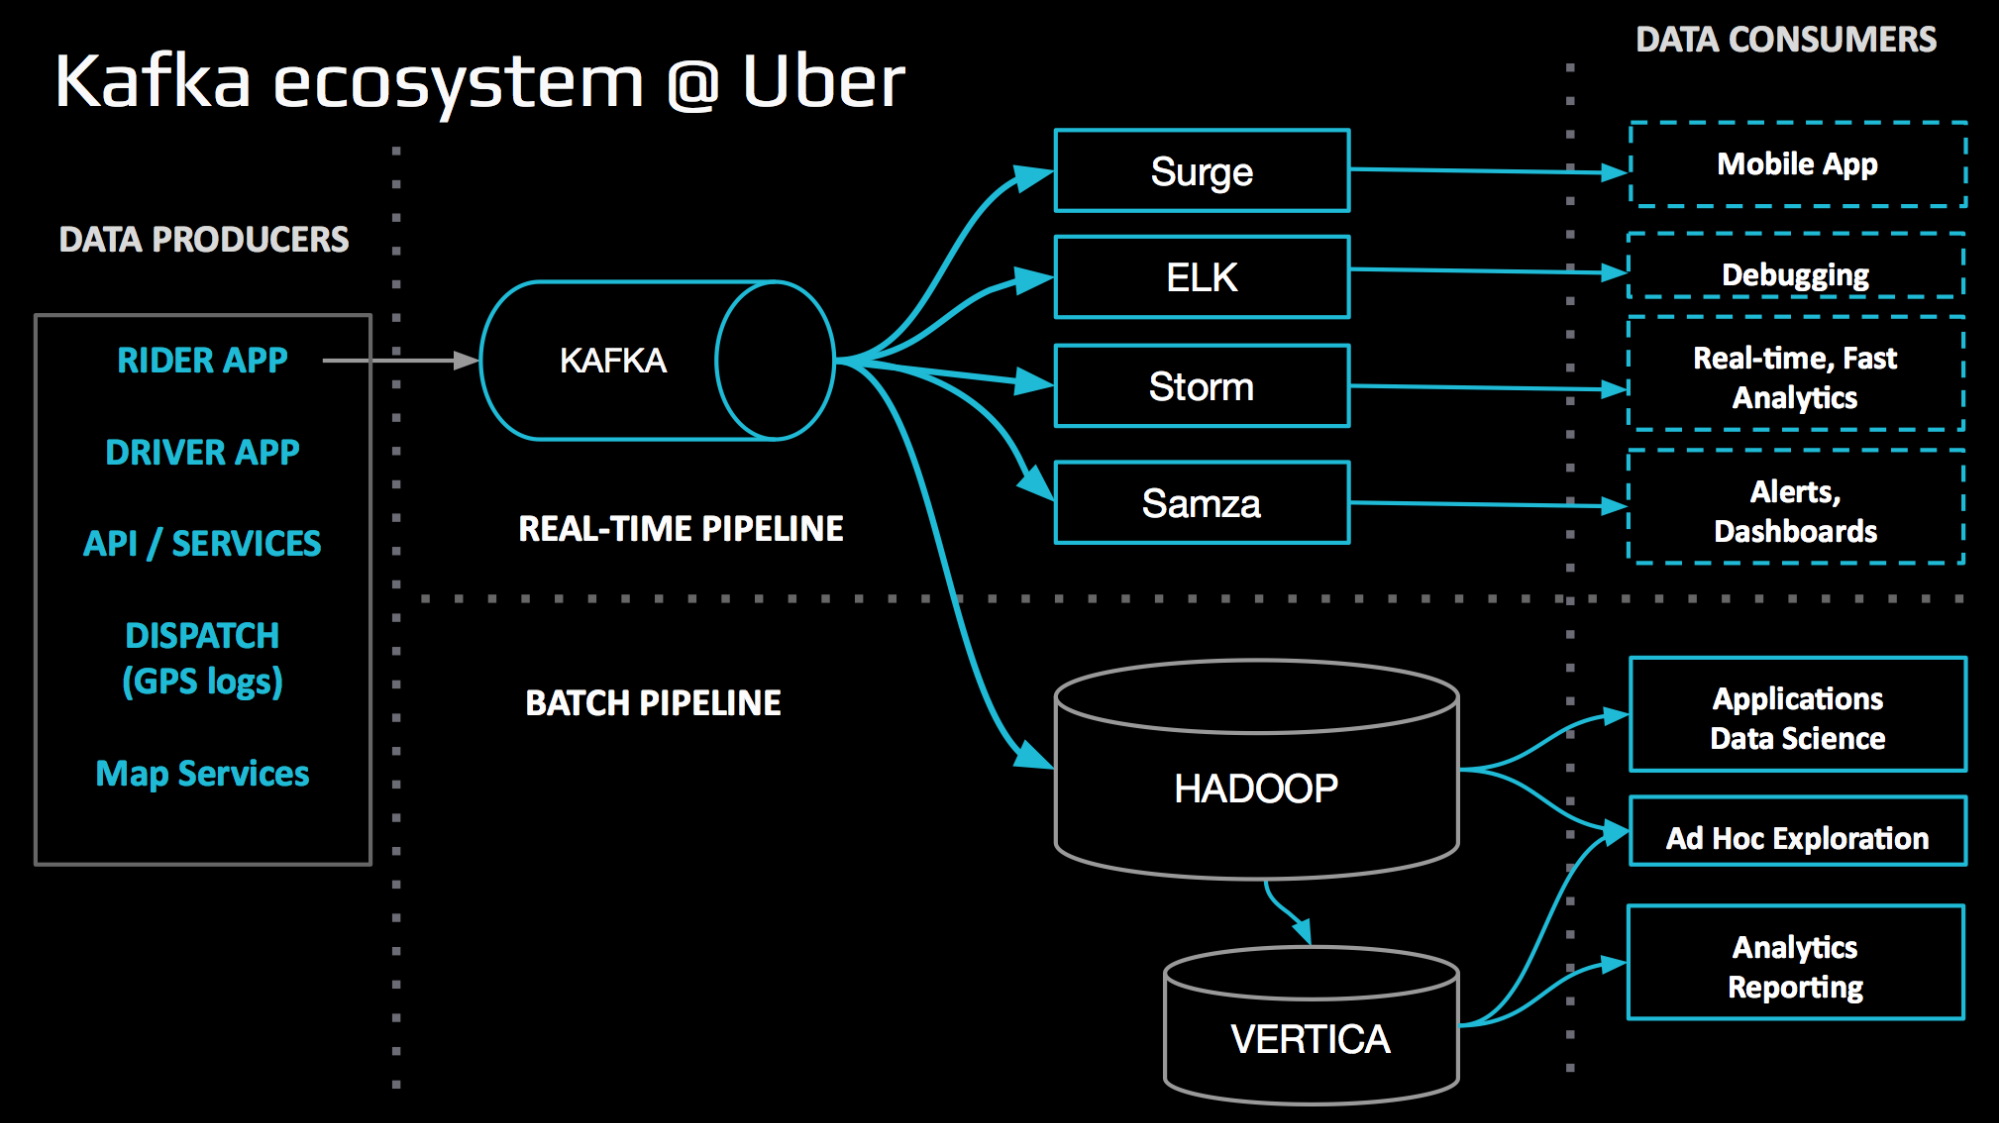 Kafka ecosystem @ Uber
DATA PRODUCERS
RIDER APP
DRIVER APP
API / SERVICES
DISPATCH
(GPS logs)
Map Services
KAFKA
REAL-TIME PIPELINE
BATCH PIPELINE
Surge
ELK
Storm
Samza
HADOOP
VERTICA
DATA CONSUMERS
Mobile App
Debugging
Real-time, Fast
Analytics
Alerts,
Dashboards
Applications
Data Science
Ad Hoc Exploration
Analytics
Reporting